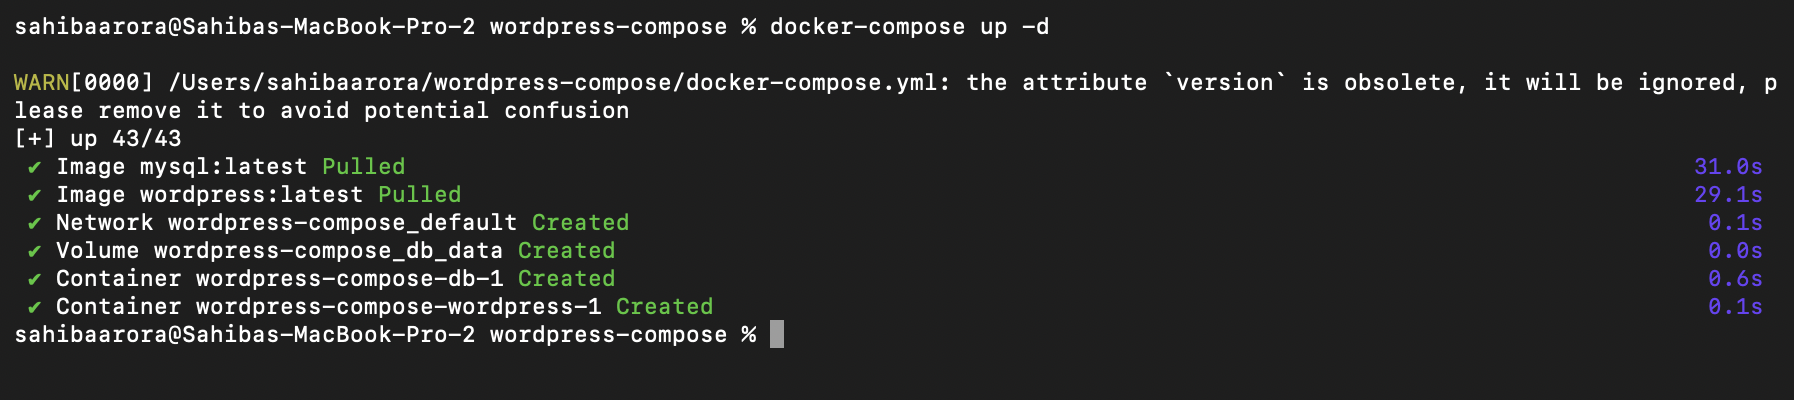 sahibaarora@Sahibas-MacBook-Pro-2 wordpress-compose % docker-compose up -d
WARN[0000] /Users/sahibaarora/wordpress-compose/docker-compose.yml: the attribute `version` is obsolete, it will be ignored, p
lease remove it to avoid potential confusion
[+] up 43/43
✔ Image mysql:latest Pulled 31.0s
✔ Image wordpress:latest Pulled 29.1s
✔ Network wordpress-compose_default Created 0.1s
✔ Volume wordpress-compose_db_data Created 0.0s
✔ Container wordpress-compose-db-1 Created 0.6s
✔ Container wordpress-compose-wordpress-1 Created 0.1s
sahibaarora@Sahibas-MacBook-Pro-2 wordpress-compose %